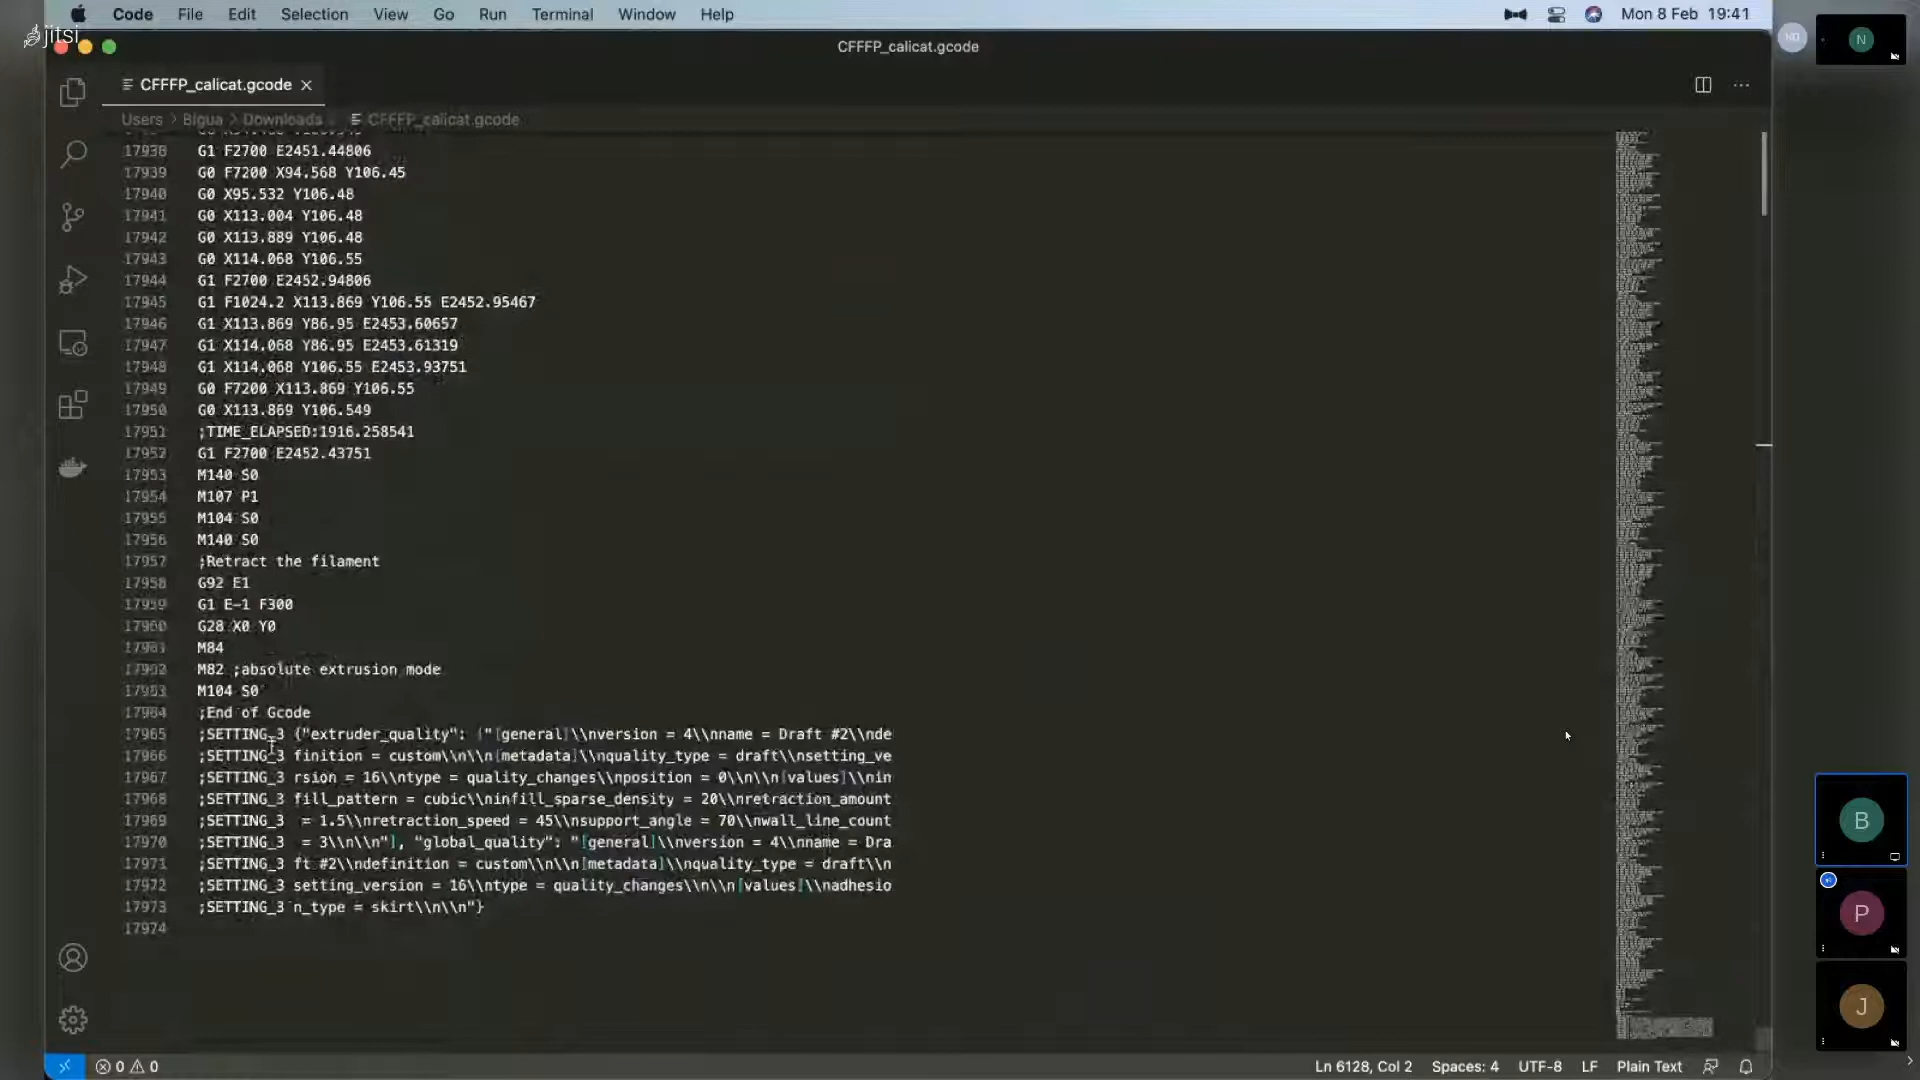 Code File Edit Selection View Go Run Terminal Window Help
Mon 8 Feb 19:41
jitsi
CFFFP_calicat.gcode
CFFFP_calicat.gcode
Users > Bigua > Downloads > CFFFP_calicat.gcode
17938 G1 F2700 E2451.44806
17939 G0 F7200 X94.568 Y106.45
17940 G0 X95.532 Y106.48
17941 G0 X113.004 Y106.48
17942 G0 X113.889 Y106.48
17943 G0 X114.068 Y106.55
17944 G1 F2700 E2452.94806
17945 G1 F1024.2 X113.869 Y106.55 E2452.95467
17946 G1 X113.869 Y86.95 E2453.60657
17947 G1 X114.068 Y86.95 E2453.61319
17948 G1 X114.068 Y106.55 E2453.93751
17949 G0 F7200 X113.869 Y106.55
17950 G0 X113.869 Y106.549
17951 ;TIME_ELAPSED:1916.258541
17952 G1 F2700 E2452.43751
17953 M140 S0
17954 M107 P1
17955 M104 S0
17956 M140 S0
17957 ;Retract the filament
17958 G92 E1
17959 G1 E-1 F300
17960 G28 X0 Y0
17961 M84
17962 M82 ;absolute extrusion mode
17963 M104 S0
17964 ;End of Gcode
17965 ;SETTING_3 {"extruder_quality": ["[general]\\nversion = 4\\nname = Draft #2\\nde
17966 ;SETTING_3 finition = custom\\n\\n[metadata]\\nquality_type = draft\\nsetting_ve
17967 ;SETTING_3 rsion = 16\\ntype = quality_changes\\nposition = 0\\n\\n[values]\\nin
17968 ;SETTING_3 fill_pattern = cubic\\ninfill_sparse_density = 20\\nretraction_amount
17969 ;SETTING_3  = 1.5\\nretraction_speed = 45\\nsupport_angle = 70\\nwall_line_count
17970 ;SETTING_3  = 3\\n\\n"], "global_quality": "[general]\\nversion = 4\\nname = Dra
17971 ;SETTING_3 ft #2\\ndefinition = custom\\n\\n[metadata]\\nquality_type = draft\\n
17972 ;SETTING_3 setting_version = 16\\ntype = quality_changes\\n\\n[values]\\nadhesio
17973 ;SETTING_3 n_type = skirt\\n\\n"}
17974
N
B
P
J
0 0
Ln 6128, Col 2 Spaces: 4 UTF-8 LF Plain Text